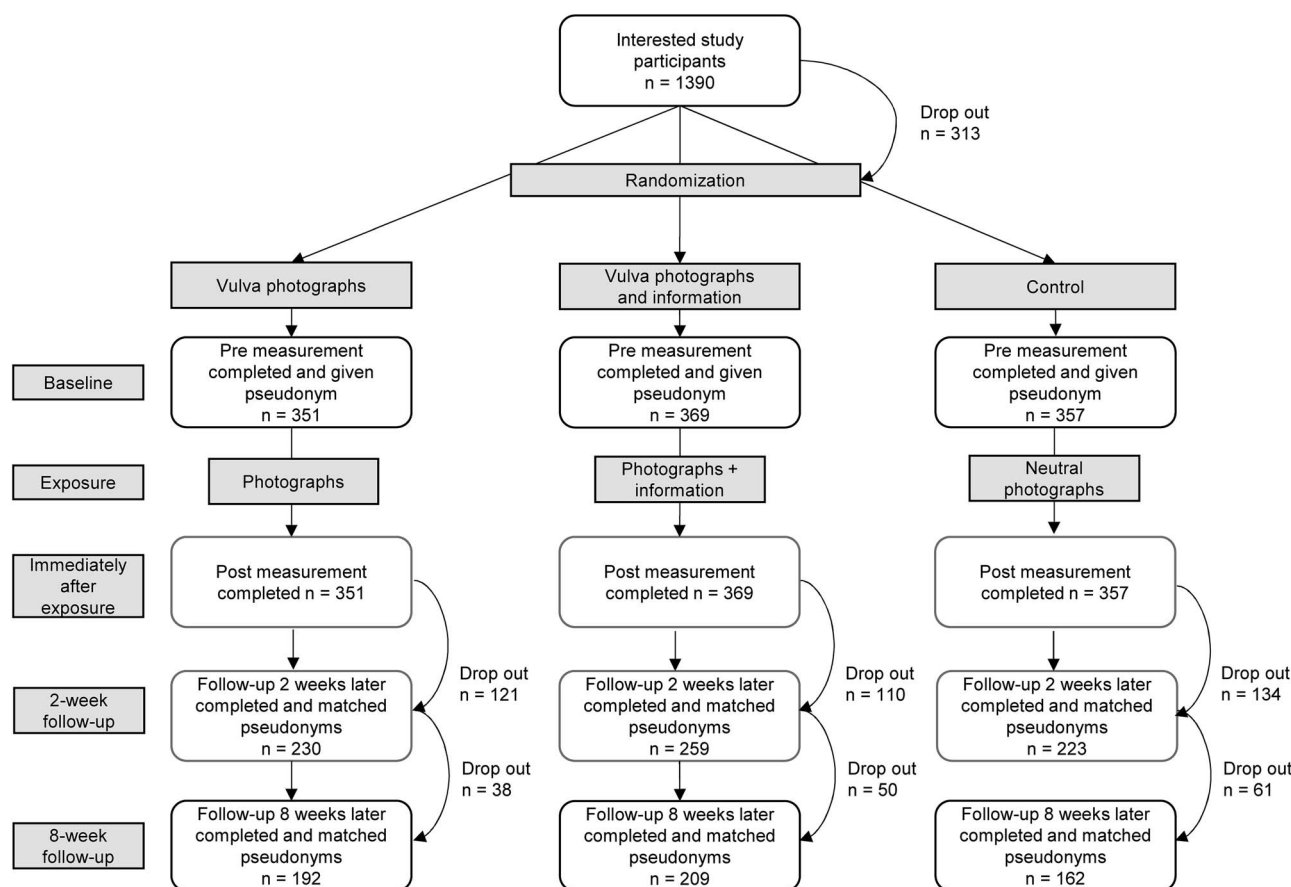 Interested study
participants
n = 1390
Drop out
n = 313
Randomization
Vulva photographs
Vulva photographs
and information
Control
Baseline
Pre measurement
completed and given
pseudonym
n = 351
Pre measurement
completed and given
pseudonym
n = 369
Pre measurement
completed and given
pseudonym
n = 357
Exposure
Photographs
Photographs +
information
Neutral
photographs
Immediately
after
exposure
Post measurement
completed n = 351
Post measurement
completed n = 369
Post measurement
completed n = 357
Drop out
n = 121
Drop out
n = 110
Drop out
n = 134
2-week
follow-up
Follow-up 2 weeks later
completed and matched
pseudonyms
n = 230
Follow-up 2 weeks later
completed and matched
pseudonyms
n = 259
Follow-up 2 weeks later
completed and matched
pseudonyms
n = 223
Drop out
n = 38
Drop out
n = 50
Drop out
n = 61
8-week
follow-up
Follow-up 8 weeks later
completed and matched
pseudonyms
n = 192
Follow-up 8 weeks later
completed and matched
pseudonyms
n = 209
Follow-up 8 weeks later
completed and matched
pseudonyms
n = 162